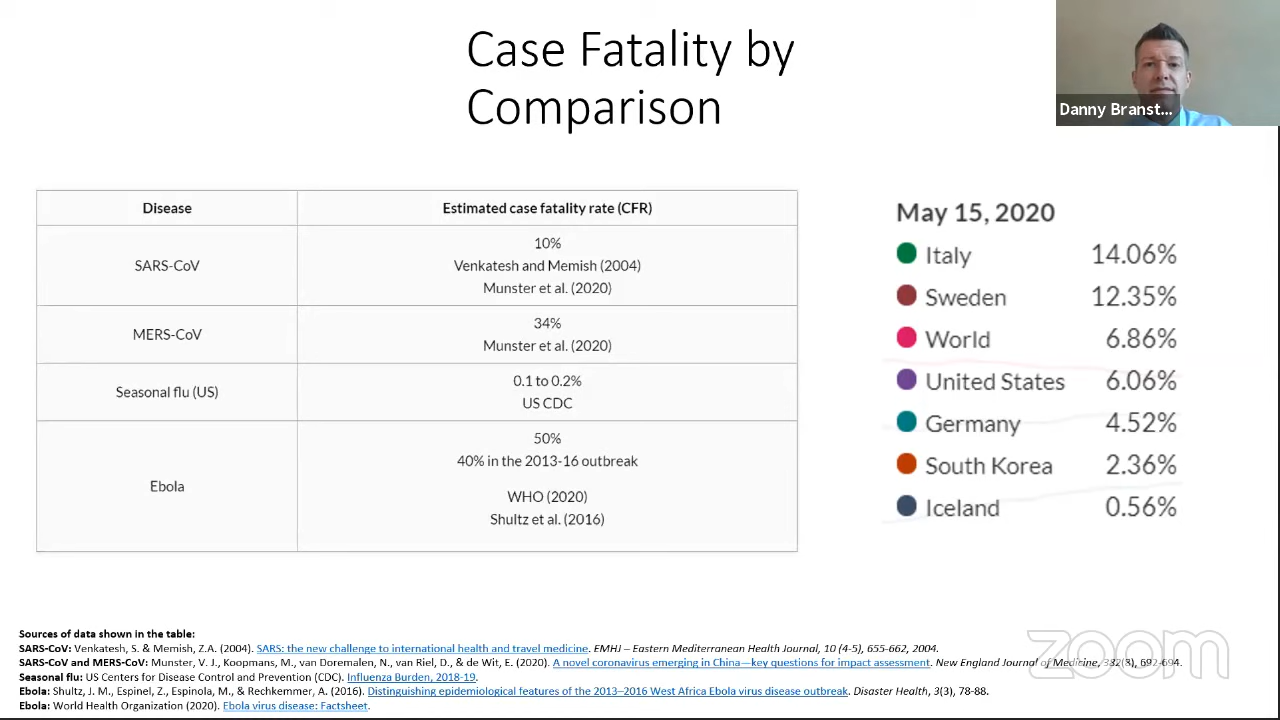 Case Fatality by
Comparison
Danny Branst...
Disease
Estimated case fatality rate (CFR)
SARS-CoV
10%
Venkatesh and Memish (2004)
Munster et al. (2020)
MERS-CoV
34%
Munster et al. (2020)
Seasonal flu (US)
0.1 to 0.2%
US CDC
Ebola
50%
40% in the 2013-16 outbreak
WHO (2020)
Shultz et al. (2016)
May 15, 2020
Italy 14.06%
Sweden 12.35%
World 6.86%
United States 6.06%
Germany 4.52%
South Korea 2.36%
Iceland 0.56%
Sources of data shown in the table:
SARS-CoV: Venkatesh, S. & Memish, Z.A. (2004). SARS: the new challenge to international health and travel medicine. EMHJ – Eastern Mediterranean Health Journal, 10 (4-5), 655-662, 2004.
SARS-CoV and MERS-CoV: Munster, V. J., Koopmans, M., van Doremalen, N., van Riel, D., & de Wit, E. (2020). A novel coronavirus emerging in China—key questions for impact assessment. New England Journal of Medicine, 382(8), 692-694.
Seasonal flu: US Centers for Disease Control and Prevention (CDC). Influenza Burden, 2018-19.
Ebola: Shultz, J. M., Espinel, Z., Espinola, M., & Rechkemmer, A. (2016). Distinguishing epidemiological features of the 2013–2016 West Africa Ebola virus disease outbreak. Disaster Health, 3(3), 78-88.
Ebola: World Health Organization (2020). Ebola virus disease: Factsheet.
zoom